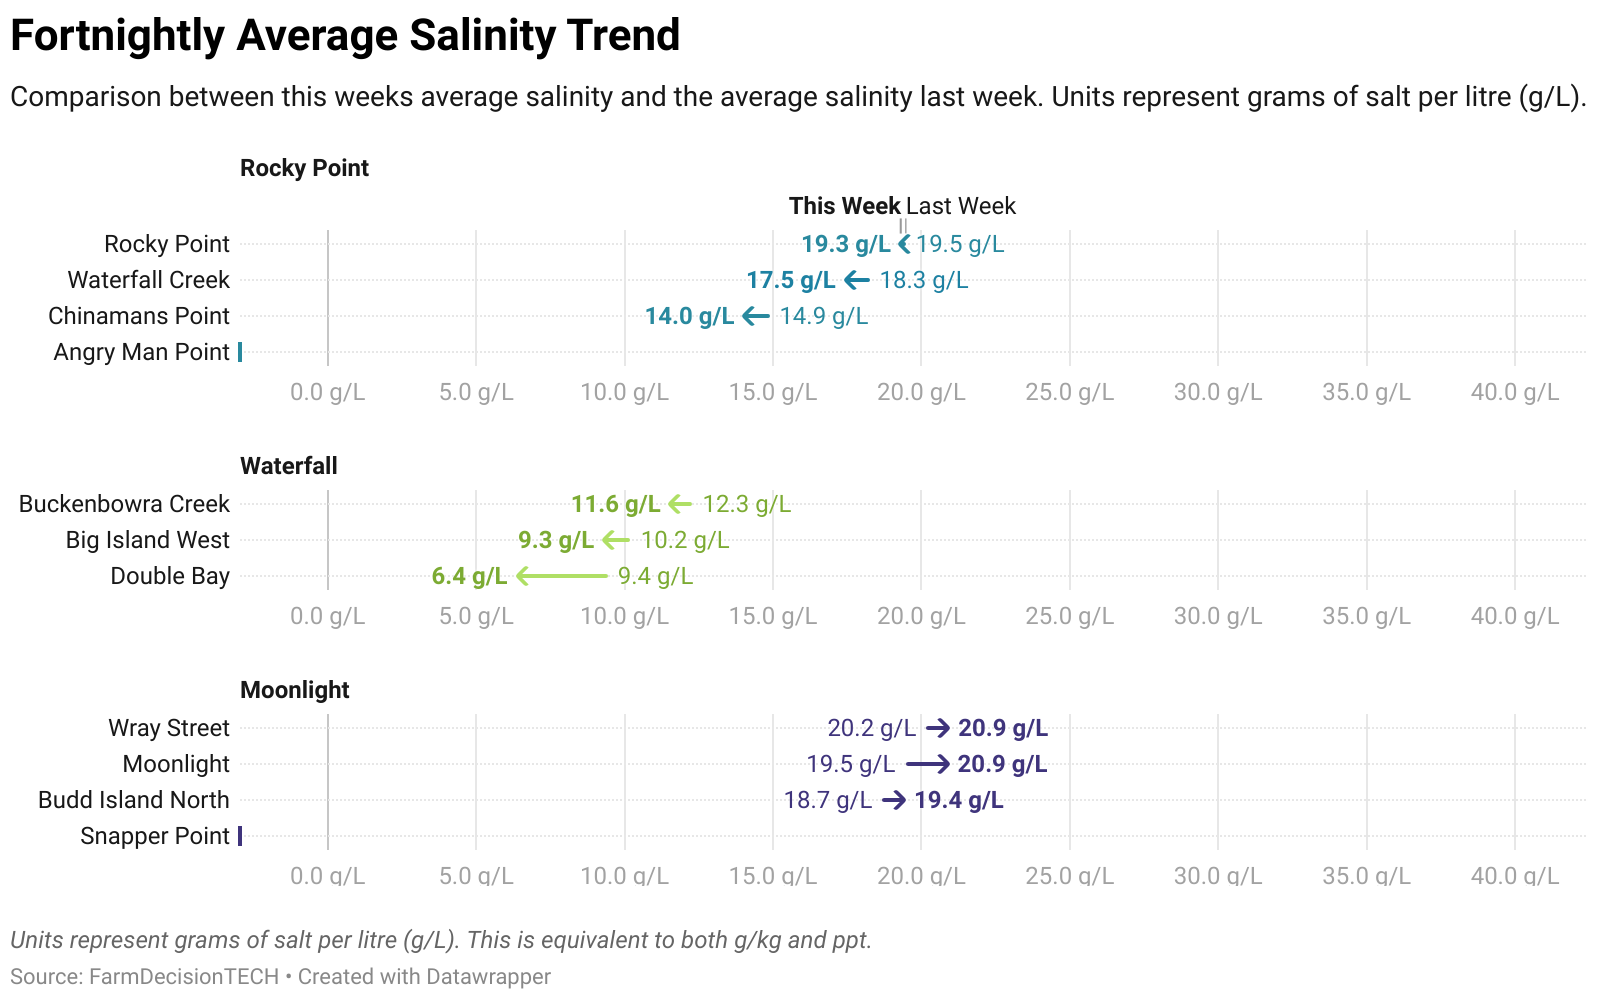 Fortnightly Average Salinity Trend
Comparison between this weeks average salinity and the average salinity last week. Units represent grams of salt per litre (g/L).
Rocky Point
This Week Last Week
Rocky Point 19.3 g/L 19.5 g/L
Waterfall Creek 17.5 g/L 18.3 g/L
Chinamans Point 14.0 g/L 14.9 g/L
Angry Man Point
0.0 g/L 5.0 g/L 10.0 g/L 15.0 g/L 20.0 g/L 25.0 g/L 30.0 g/L 35.0 g/L 40.0 g/L
Waterfall
Buckenbowra Creek 11.6 g/L 12.3 g/L
Big Island West 9.3 g/L 10.2 g/L
Double Bay 6.4 g/L 9.4 g/L
0.0 g/L 5.0 g/L 10.0 g/L 15.0 g/L 20.0 g/L 25.0 g/L 30.0 g/L 35.0 g/L 40.0 g/L
Moonlight
Wray Street 20.2 g/L 20.9 g/L
Moonlight 19.5 g/L 20.9 g/L
Budd Island North 18.7 g/L 19.4 g/L
Snapper Point
0.0 g/L 5.0 g/L 10.0 g/L 15.0 g/L 20.0 g/L 25.0 g/L 30.0 g/L 35.0 g/L 40.0 g/L
Units represent grams of salt per litre (g/L). This is equivalent to both g/kg and ppt.
Source: FarmDecisionTECH • Created with Datawrapper